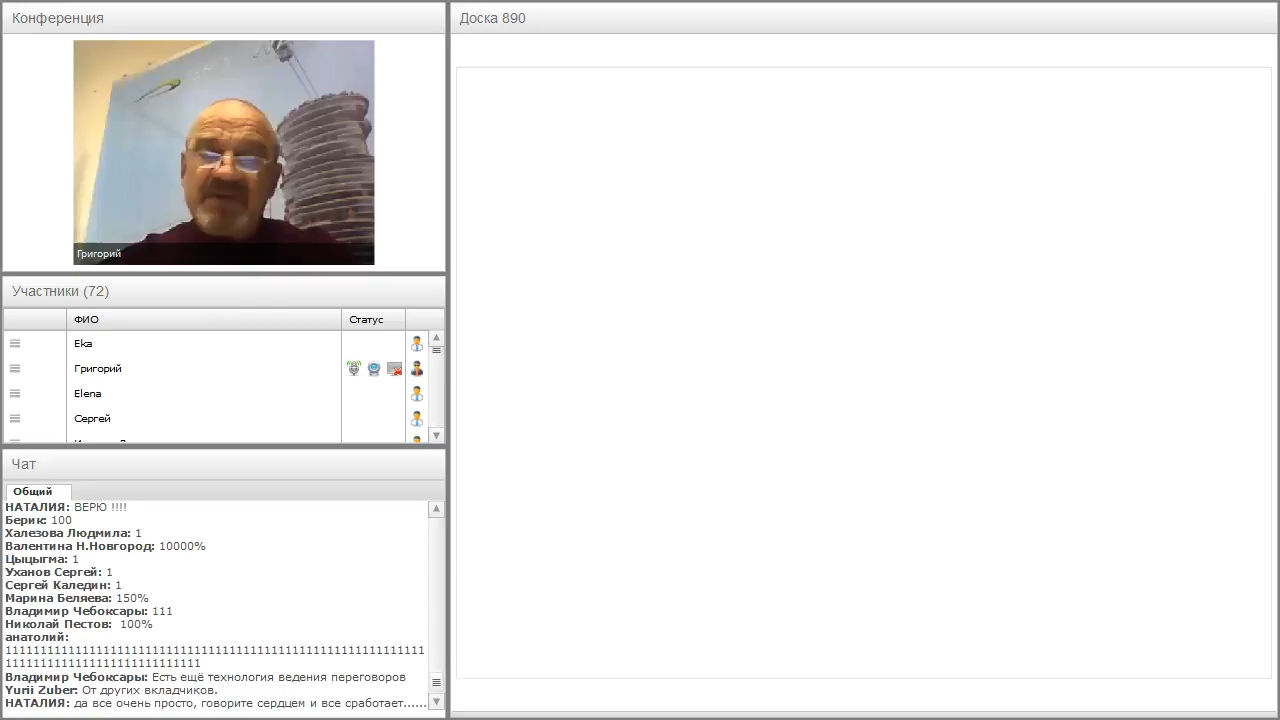 Конференция
Григорий
Участники (72)
ФИО
Статус
Eka
Григорий
Elena
Сергей
Чат
Общий
НАТАЛИЯ: ВЕРЮ !!!!
Берик: 100
Халезова Людмила: 1
Валентина Н.Новгород: 10000%
Цыцыгма: 1
Уханов Сергей: 1
Сергей Каледин: 1
Марина Беляева: 150%
Владимир Чебоксары: 111
Николай Пестов: 100%
анатолий:
111111111111111111111111111111111111111111111111111111111111
1111111111111111111111111111
Владимир Чебоксары: Есть ещё технология ведения переговоров
Yurii Zuber: От других вкладчиков.
НАТАЛИЯ: да все очень просто, говорите сердцем и все сработает......
Доска 890